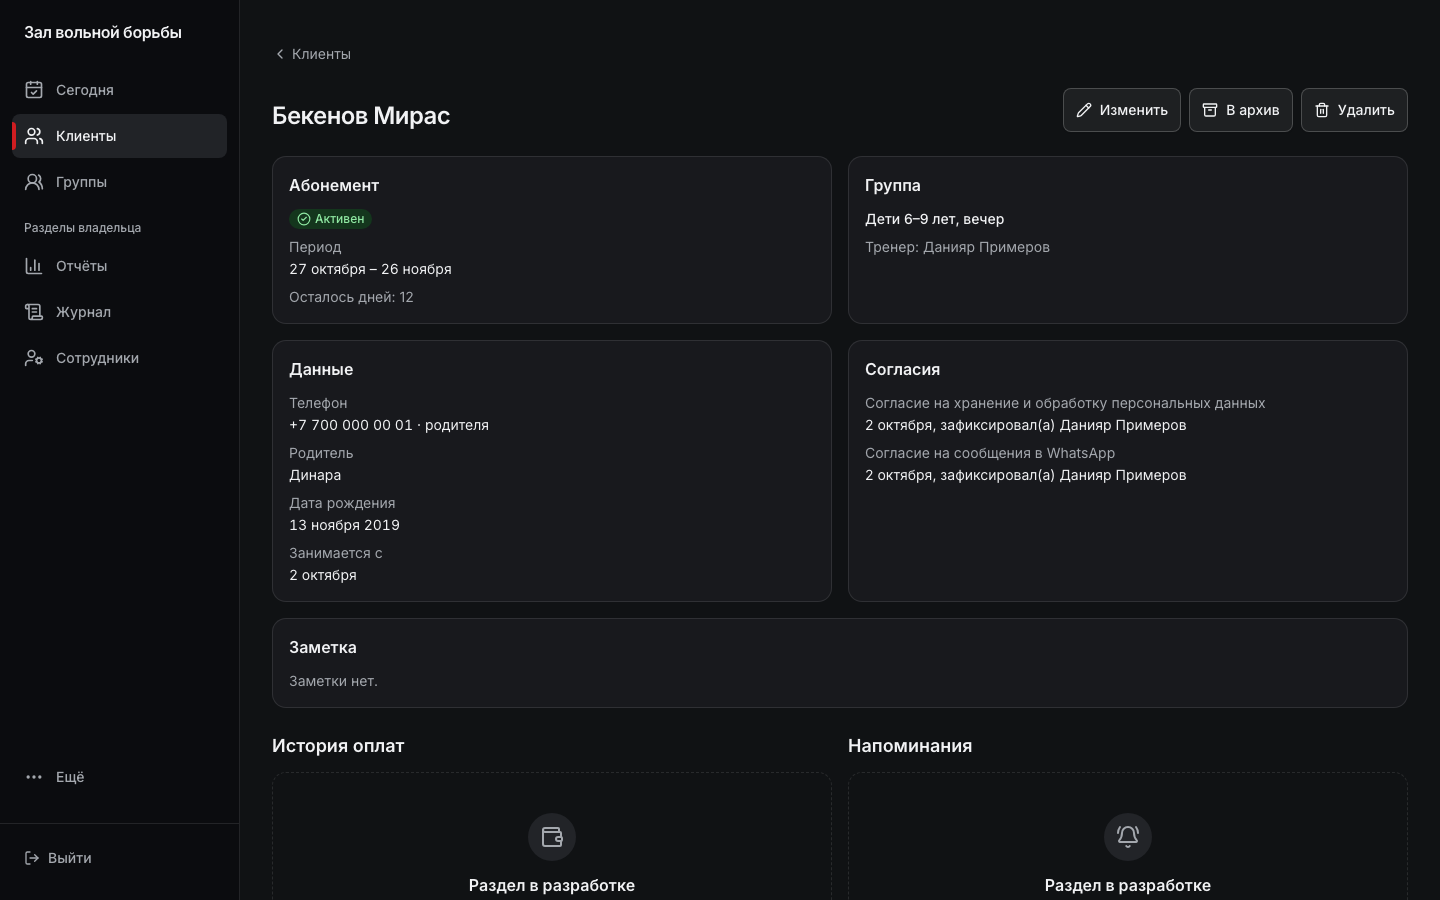 Зал вольной борьбы
Сегодня
Клиенты
Группы
Разделы владельца
Отчёты
Журнал
Сотрудники
Ещё
Выйти
Клиенты
Бекенов Мирас
Изменить
В архив
Удалить
Абонемент
Активен
Период
27 октября – 26 ноября
Осталось дней: 12
Группа
Дети 6–9 лет, вечер
Тренер: Данияр Примеров
Данные
Телефон
+7 700 000 00 01 · родителя
Родитель
Динара
Дата рождения
13 ноября 2019
Занимается с
2 октября
Согласия
Согласие на хранение и обработку персональных данных
2 октября, зафиксировал(а) Данияр Примеров
Согласие на сообщения в WhatsApp
2 октября, зафиксировал(а) Данияр Примеров
Заметка
Заметки нет.
История оплат
Раздел в разработке
Напоминания
Раздел в разработке